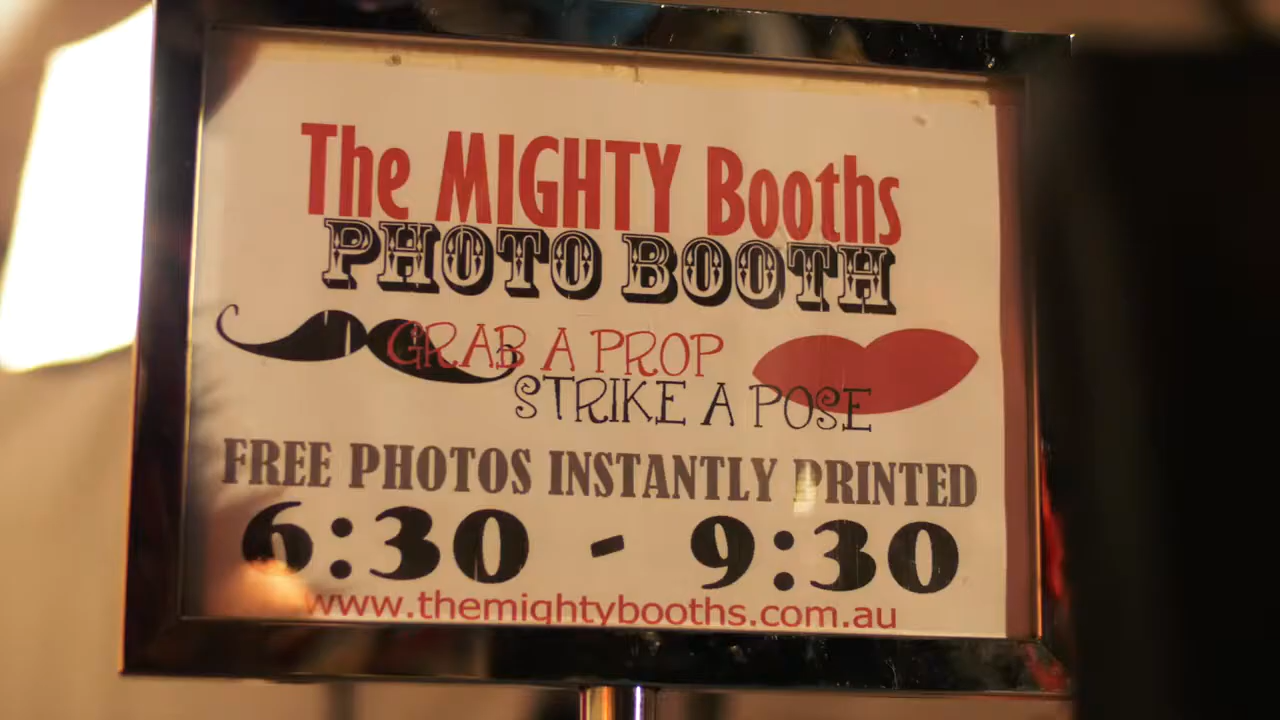 The MIGHTY Booths
PHOTO BOOTH
GRAB A PROP
STRIKE A POSE
FREE PHOTOS INSTANTLY PRINTED
6:30 - 9:30
www.themightybooths.com.au